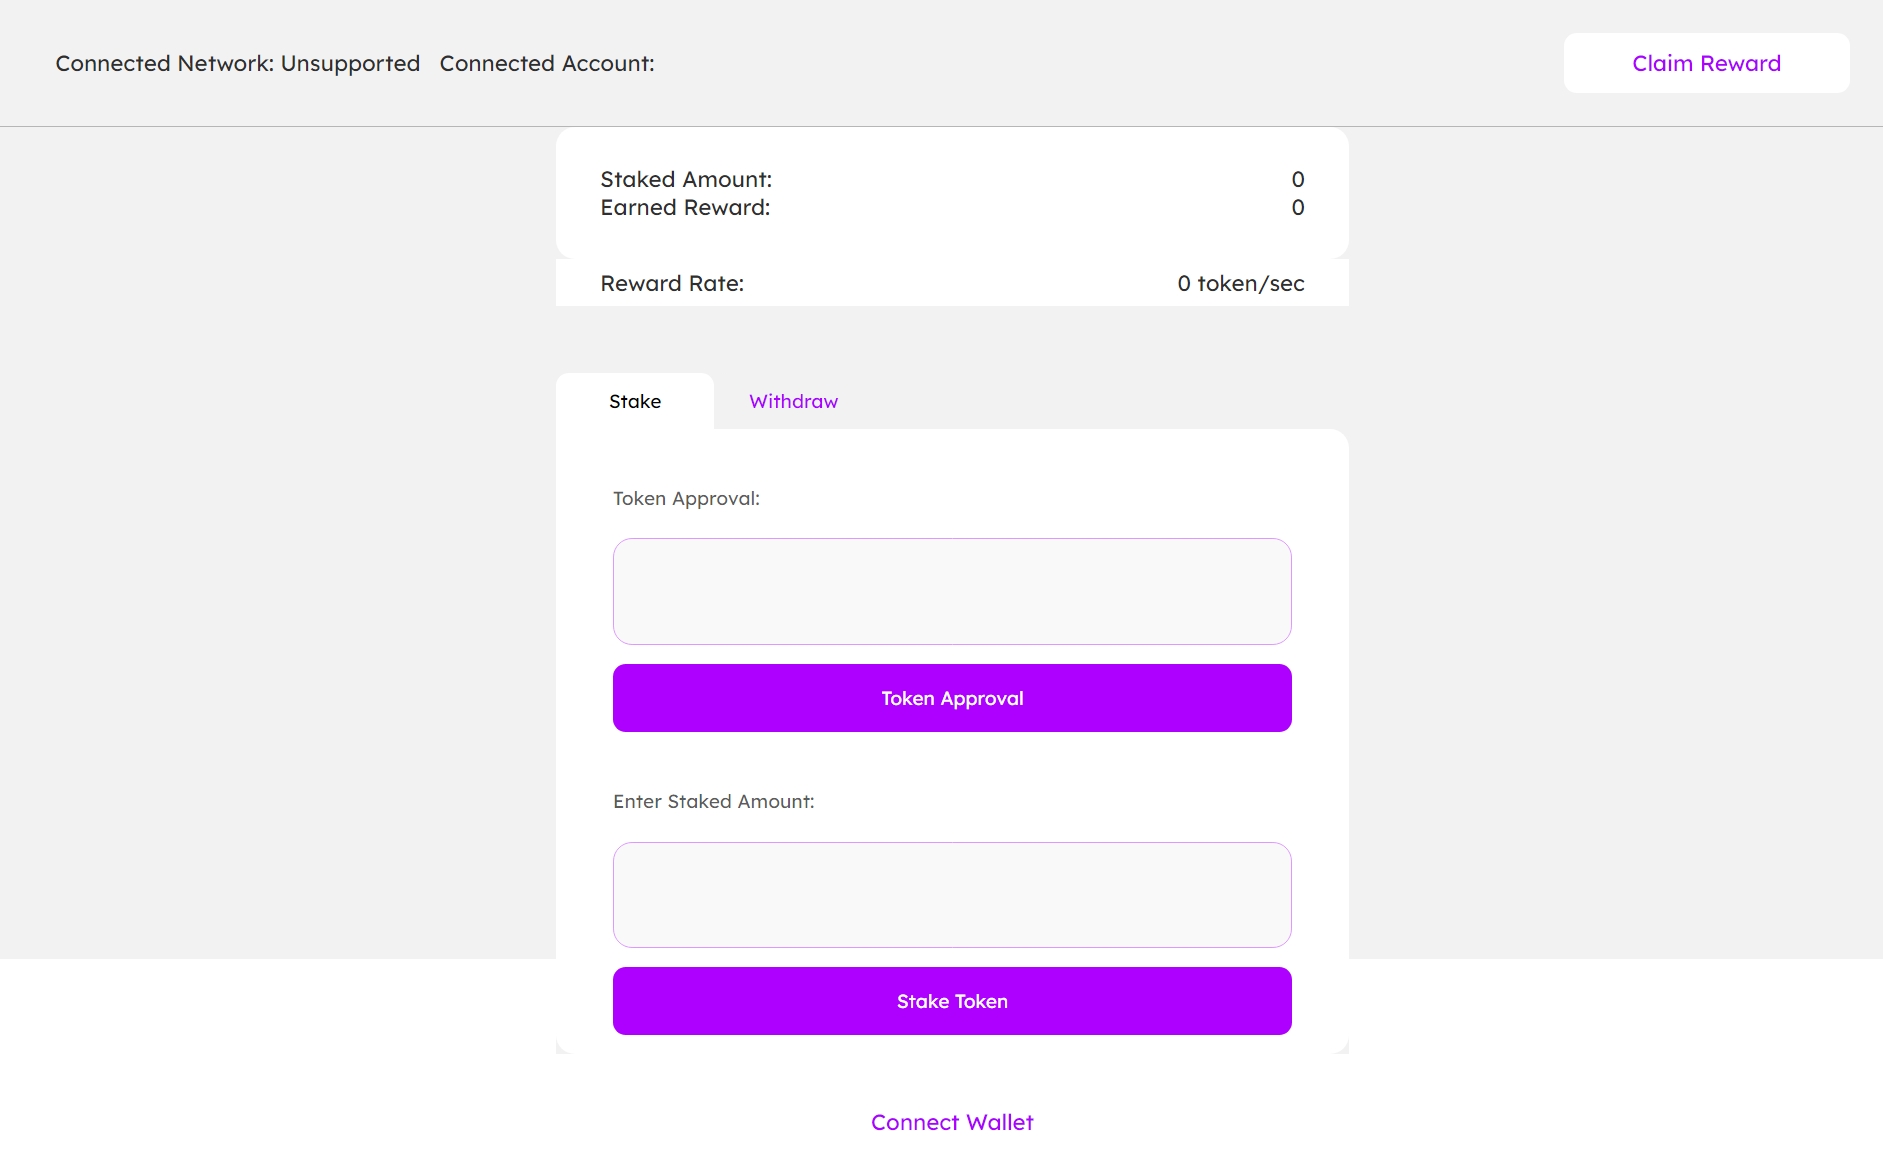 Connected Network: Unsupported Connected Account: Claim Reward
Staked Amount: 0
Earned Reward: 0
Reward Rate: 0 token/sec
Stake Withdraw
Token Approval:
Token Approval
Enter Staked Amount:
Stake Token
Connect Wallet